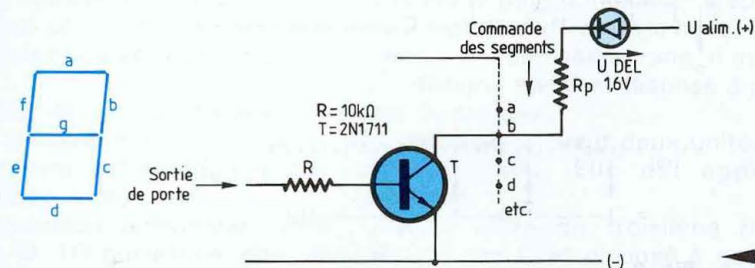 Commande
des segments
U alim.(+)
U DEL
1,6V
Rp
a
b
c
d
etc.
a
f
b
g
e
c
d
R = 10kΩ
T = 2N1711
R
T
Sortie
de porte
(-)